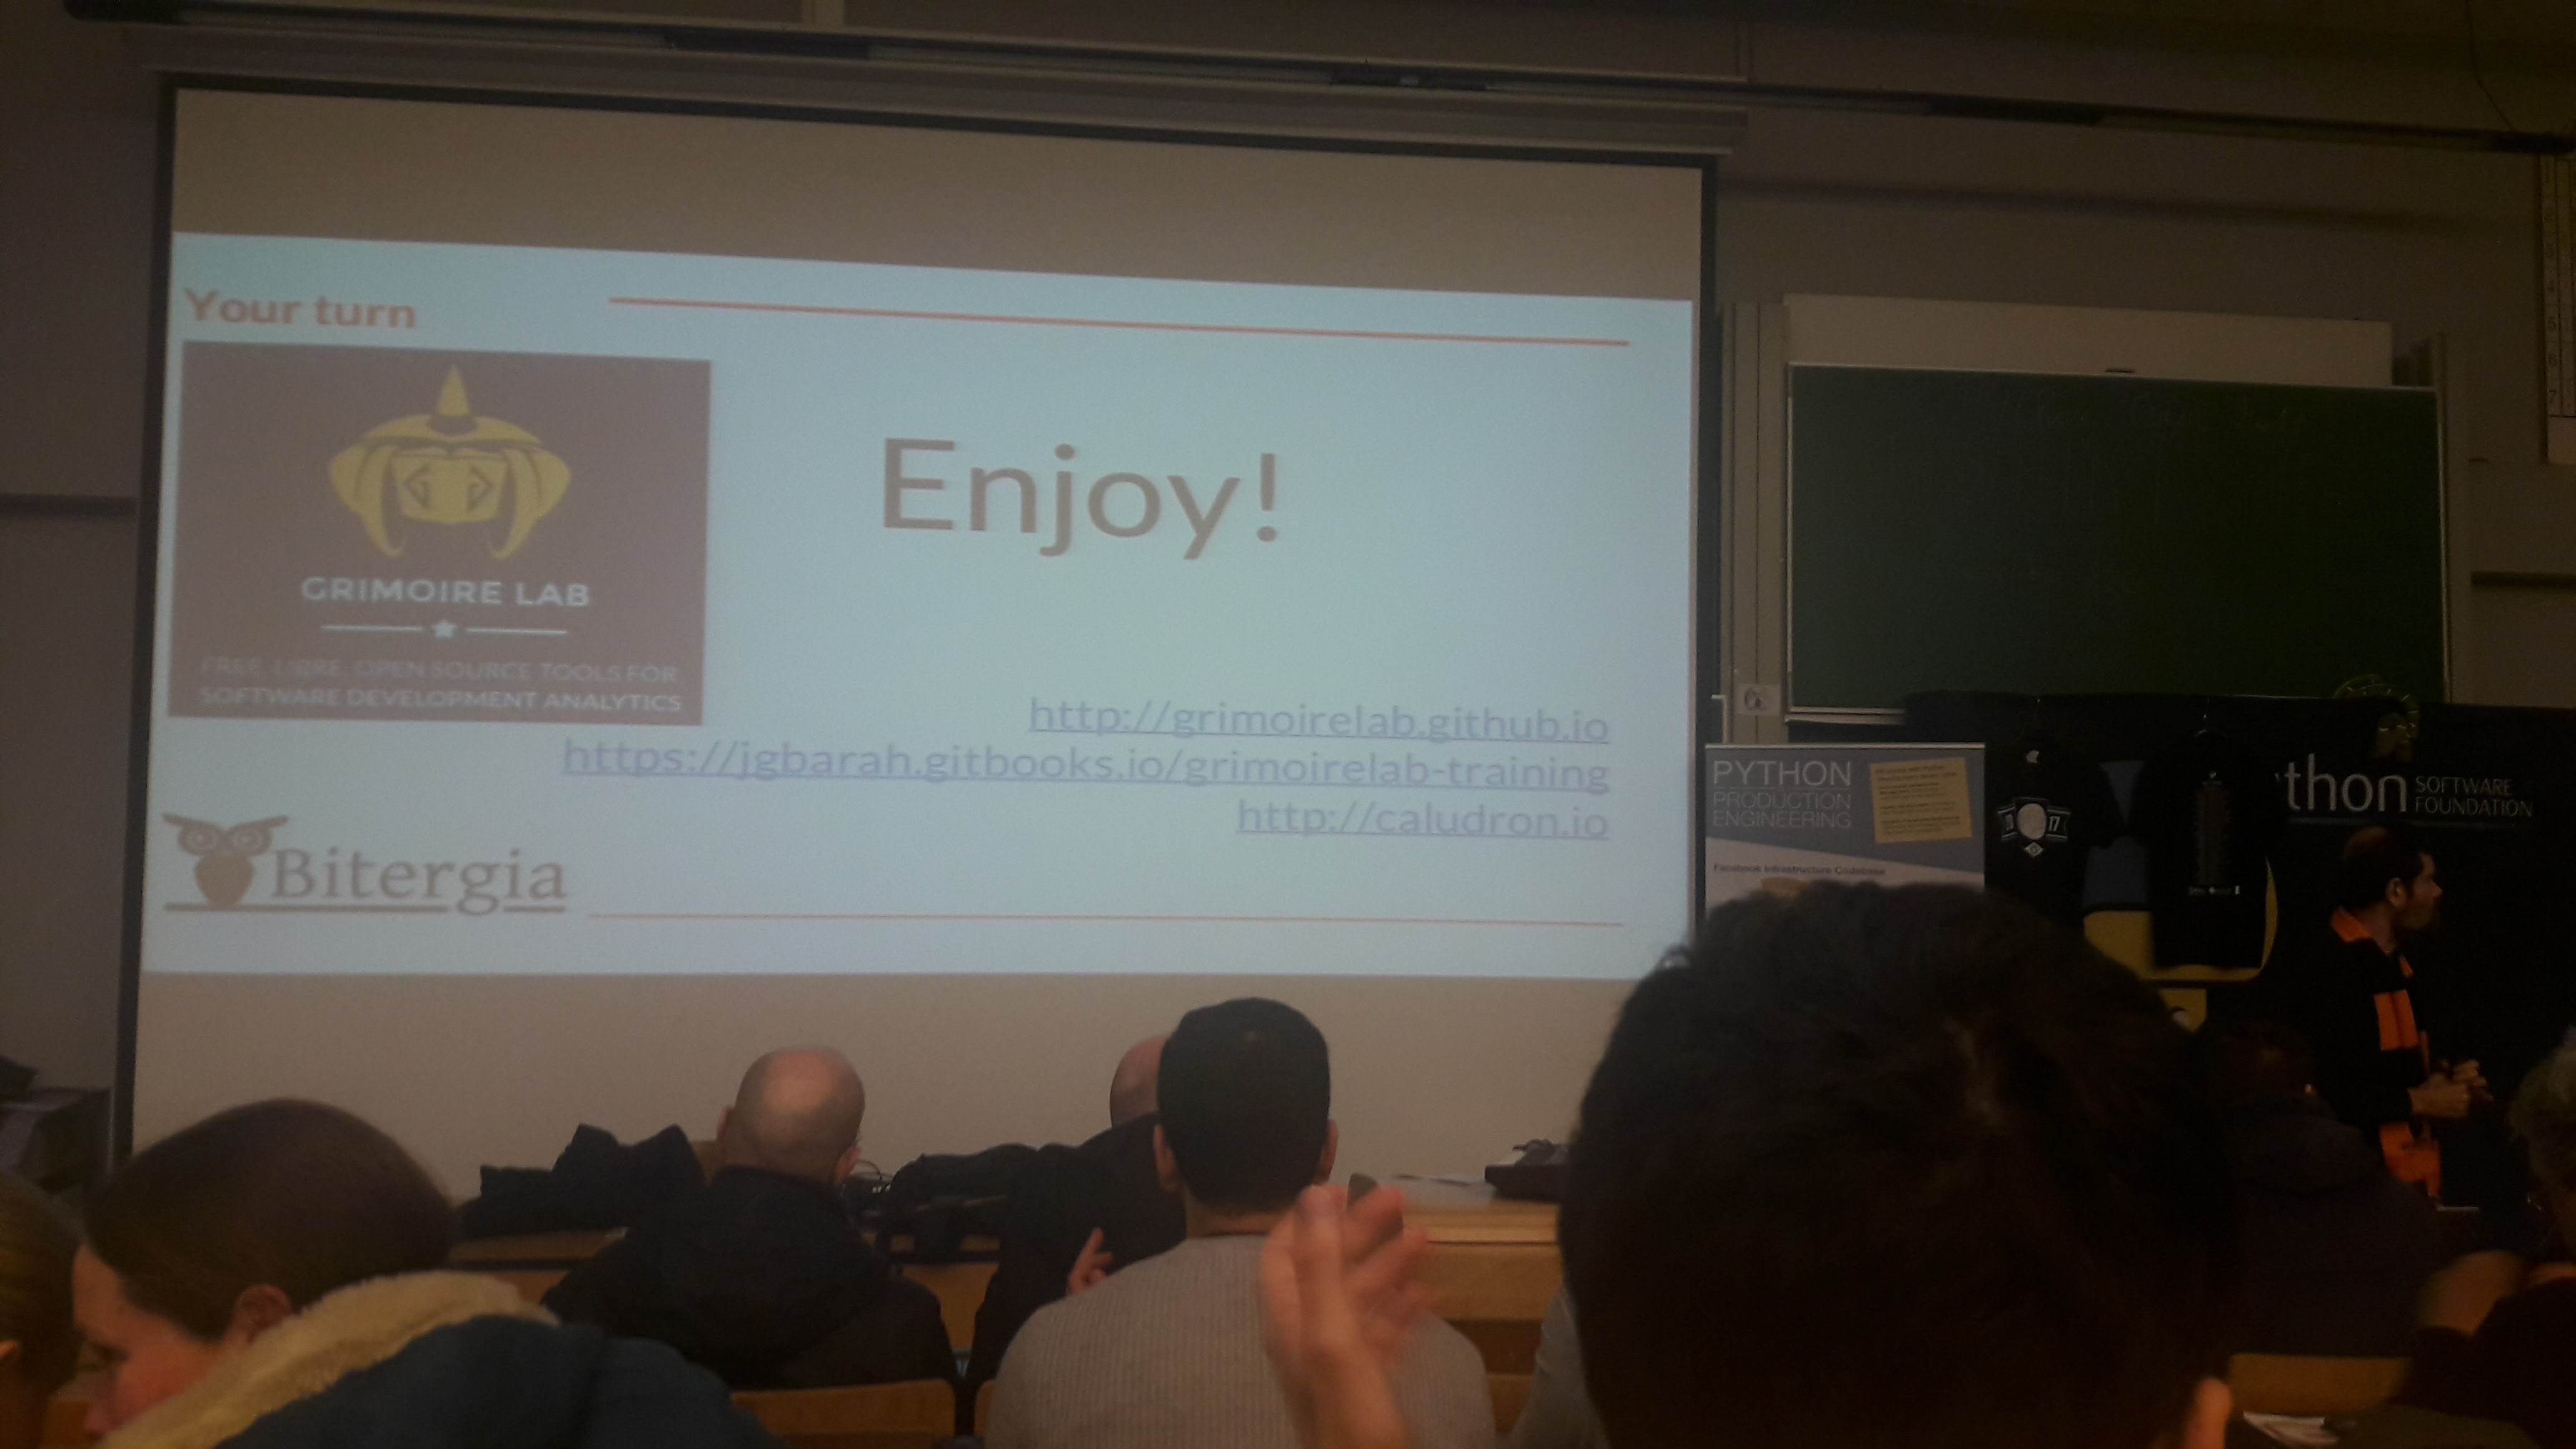 Your turn
Enjoy!
GRIMOIRE LAB
FREE, LIBRE, OPEN SOURCE TOOLS FOR
SOFTWARE DEVELOPMENT ANALYTICS
http://grimoirelab.github.io
https://jgbarah.gitbooks.io/grimoirelab-training
http://caludron.io
Bitergia
PYTHON
PRODUCTION
ENGINEERING
Facebook Infrastructure Codebase
thon
SOFTWARE
FOUNDATION
17